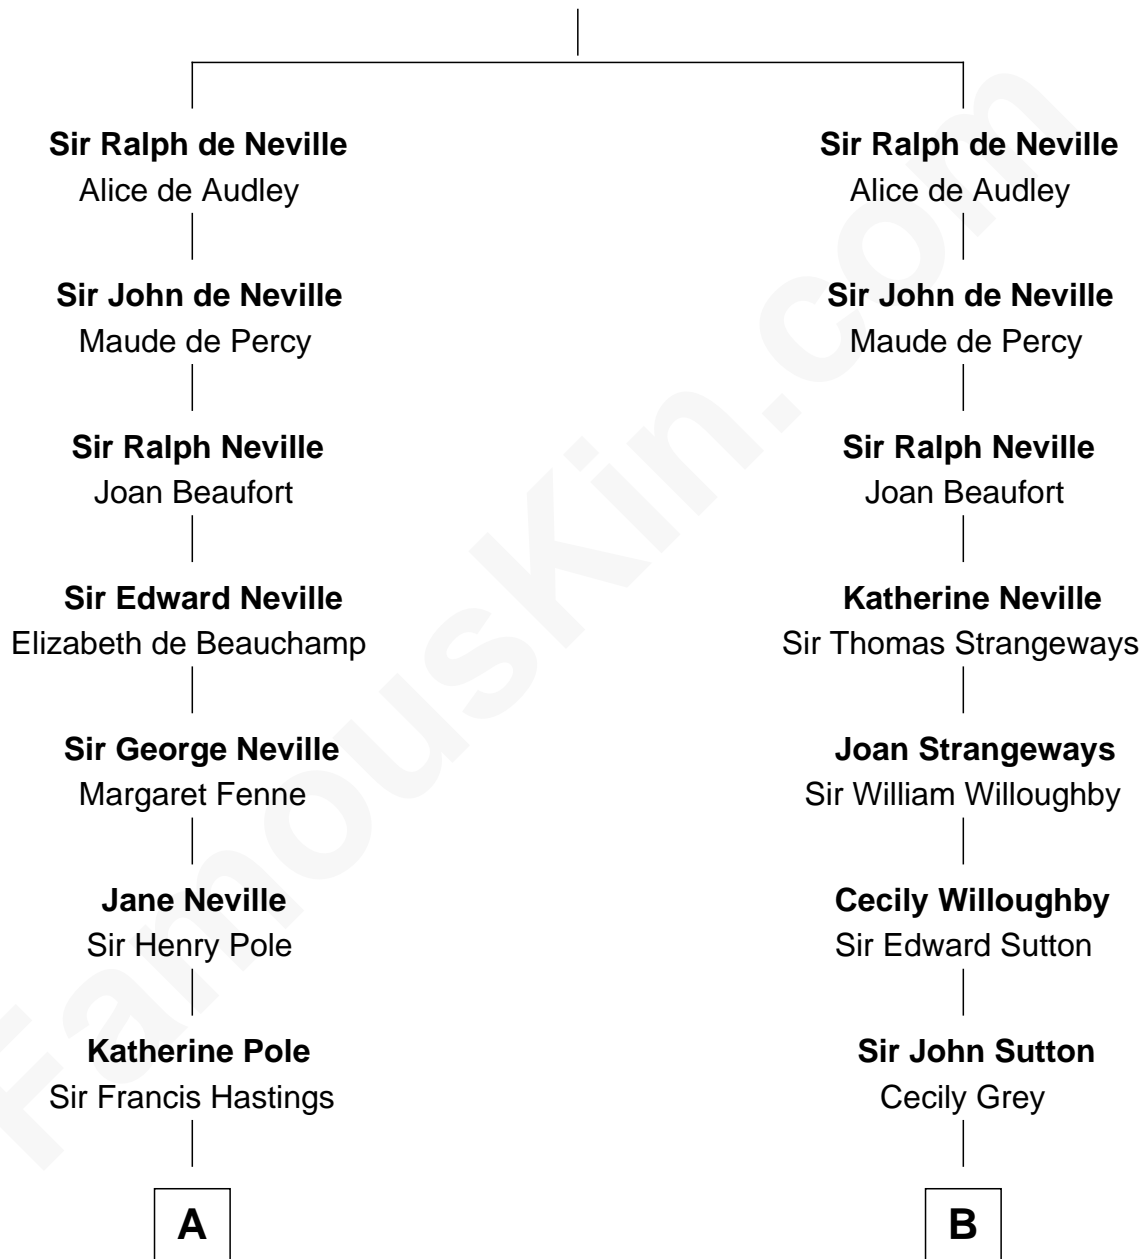 Sir Ralph de Neville
Alice de Audley
Sir John de Neville
Maude de Percy
Sir Ralph Neville
Joan Beaufort
Sir Edward Neville
Elizabeth de Beauchamp
Sir George Neville
Margaret Fenne
Jane Neville
Sir Henry Pole
Katherine Pole
Sir Francis Hastings
A
Sir Ralph de Neville
Alice de Audley
Sir John de Neville
Maude de Percy
Sir Ralph Neville
Joan Beaufort
Katherine Neville
Sir Thomas Strangeways
Joan Strangeways
Sir William Willoughby
Cecily Willoughby
Sir Edward Sutton
Sir John Sutton
Cecily Grey
B
FamousKin.com